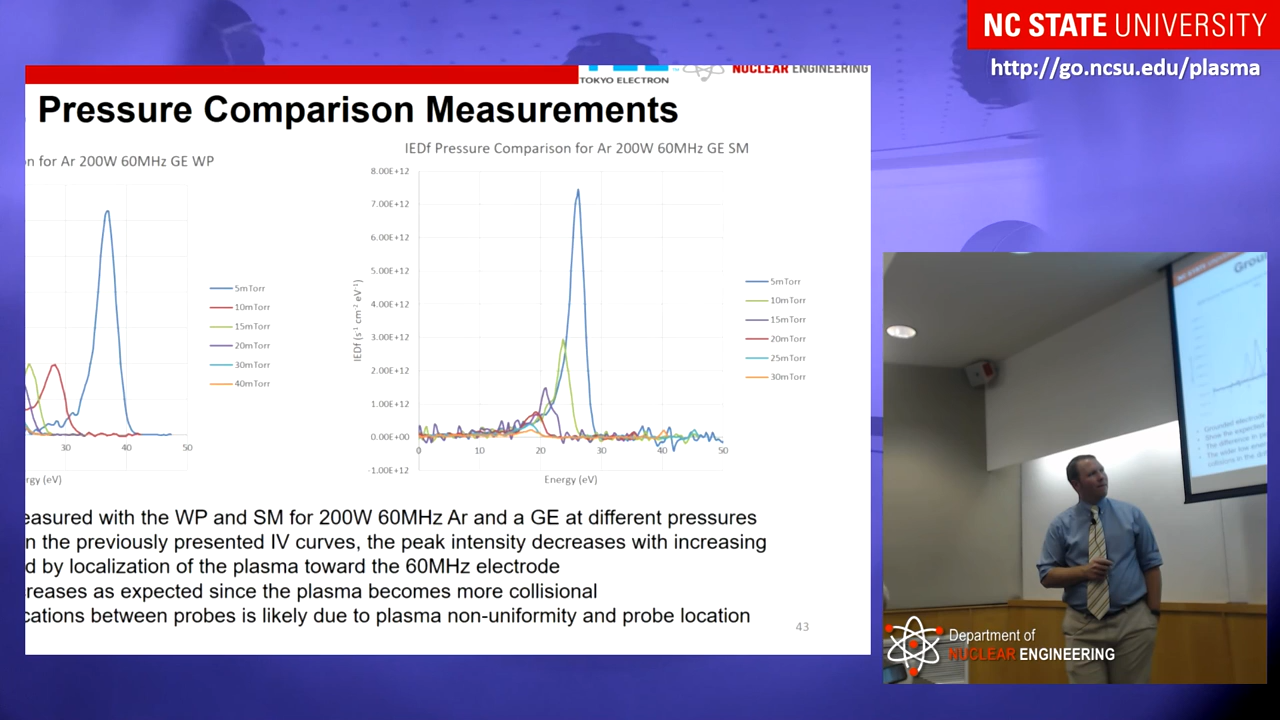 NC STATE UNIVERSITY
http://go.ncsu.edu/plasma
TOKYO ELECTRON
NUCLEAR ENGINEERING
Pressure Comparison Measurements
n for Ar 200W 60MHz GE WP
5mTorr
10mTorr
15mTorr
20mTorr
30mTorr
40mTorr
30
40
50
rgy (eV)
IEDf Pressure Comparison for Ar 200W 60MHz GE SM
8.00E+12
7.00E+12
6.00E+12
5.00E+12
4.00E+12
3.00E+12
2.00E+12
1.00E+12
0.00E+00
-1.00E+12
IEDf (s⁻¹ cm⁻² eV⁻¹)
0
10
20
30
40
50
Energy (eV)
5mTorr
10mTorr
15mTorr
20mTorr
25mTorr
30mTorr
easured with the WP and SM for 200W 60MHz Ar and a GE at different pressures
n the previously presented IV curves, the peak intensity decreases with increasing
d by localization of the plasma toward the 60MHz electrode
creases as expected since the plasma becomes more collisional
cations between probes is likely due to plasma non-uniformity and probe location
43
NC STATE
Grou
Grounded electrode
Department of
NUCLEAR ENGINEERING